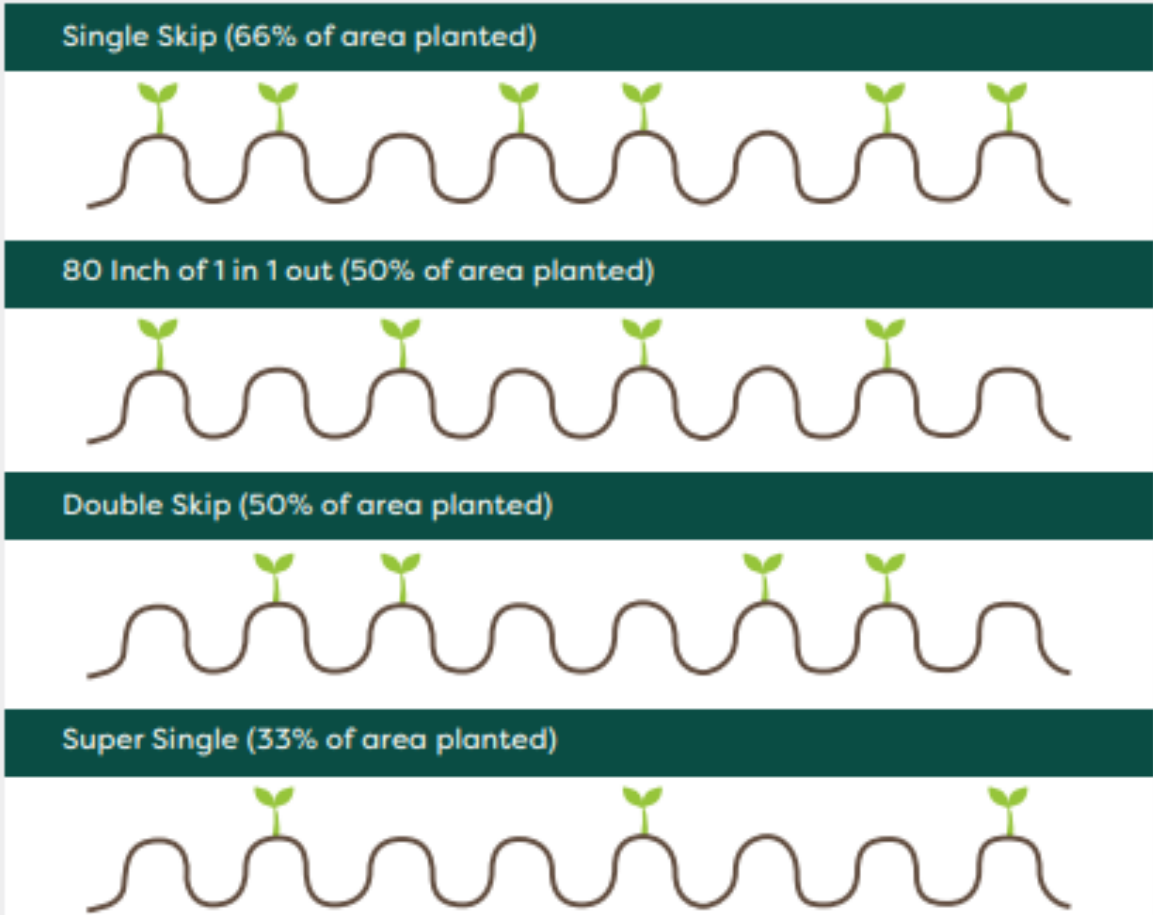 Single Skip (66% of area planted)
80 Inch of 1 in 1 out (50% of area planted)
Double Skip (50% of area planted)
Super Single (33% of area planted)